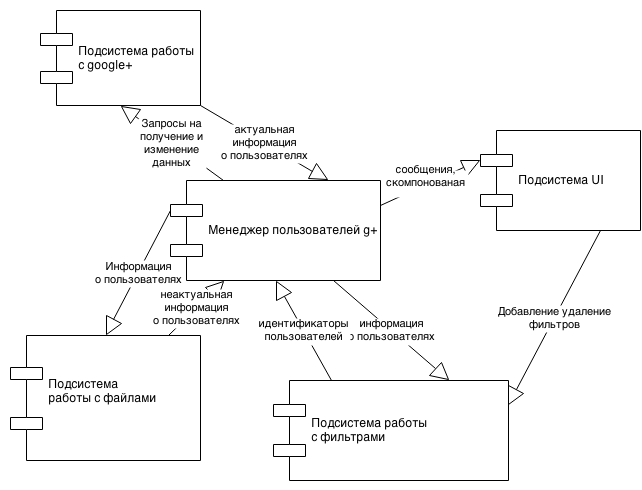 Подсистема работы
с google+
Запросы на
получение и
изменение
данных
актуальная
информация
о пользователях
сообщения,
скомпонованая
Подсистема UI
Менеджер пользователей g+
Информация
о пользователях
неактуальная
информация
о пользователях
идентификаторы
пользователей
информация
о пользователях
Добавление удаление
фильтров
Подсистема
работы с файлами
Подсистема работы
с фильтрами